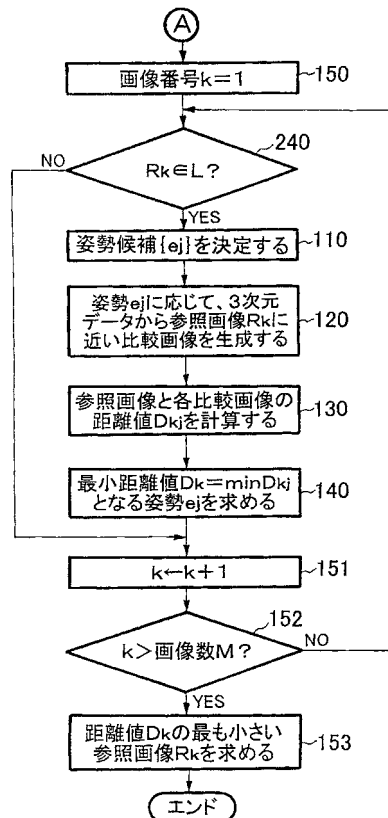 A
画像番号k=1
150
240
NO
Rk∈L?
YES
姿勢候補{ej}を決定する
110
姿勢ejに応じて、3次元
データから参照画像Rkに
近い比較画像を生成する
120
参照画像と各比較画像の
距離値Dkjを計算する
130
最小距離値Dk=minDkj
となる姿勢ejを求める
140
k←k+1
151
152
k>画像数M?
NO
YES
距離値Dkの最も小さい
参照画像Rkを求める
153
エンド